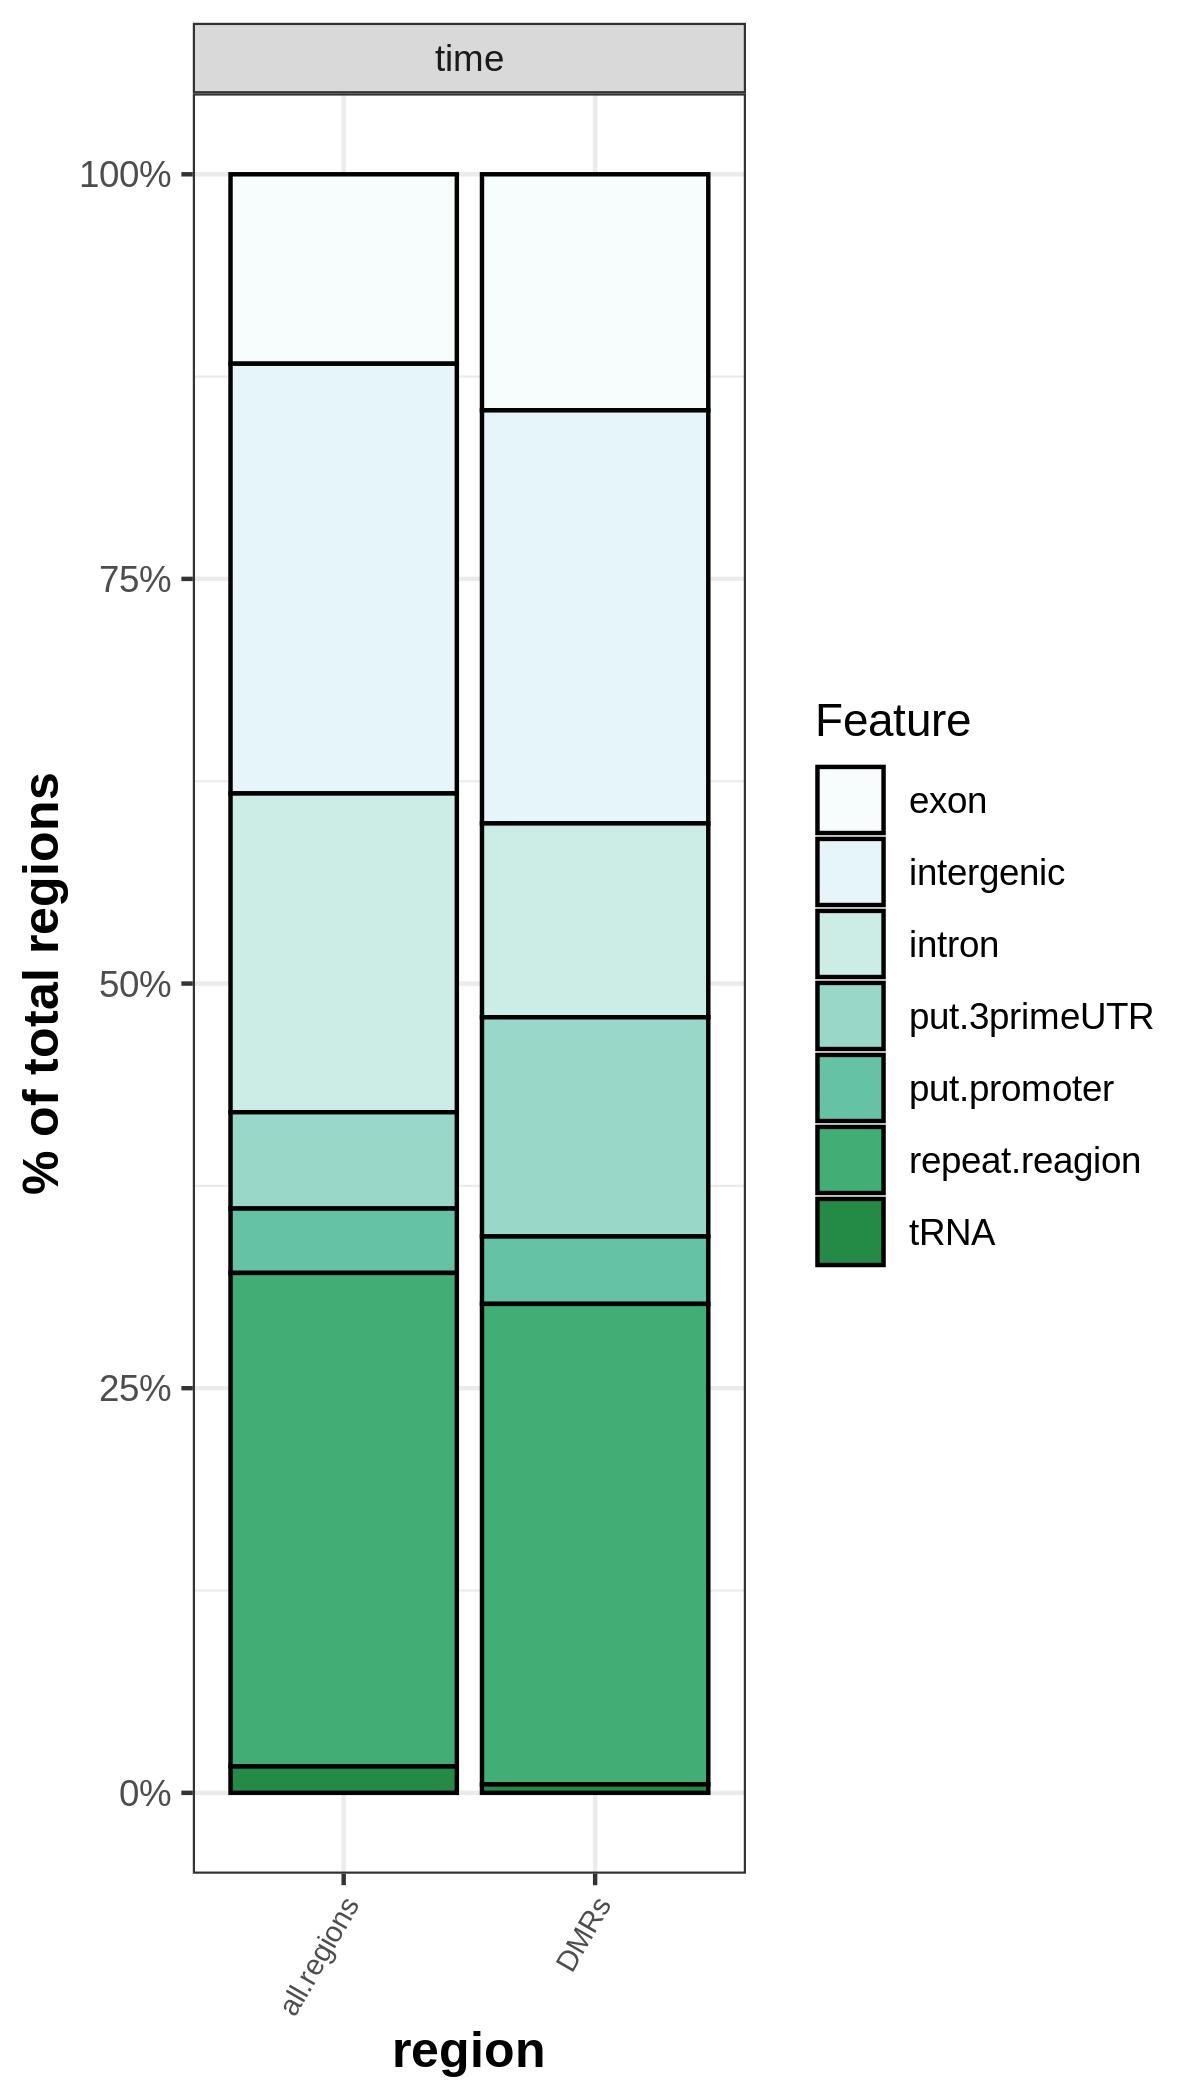 time
100%
75%
50%
25%
0%
% of total regions
all.regions
DMRs
region
Feature
exon
intergenic
intron
put.3primeUTR
put.promoter
repeat.reagion
tRNA